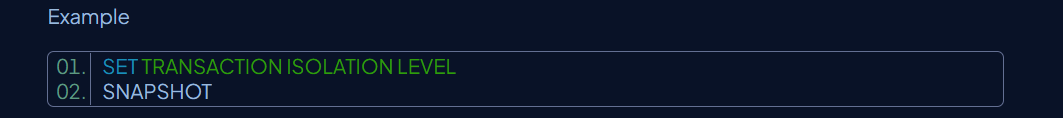 Example
01. SET TRANSACTION ISOLATION LEVEL
02. SNAPSHOT